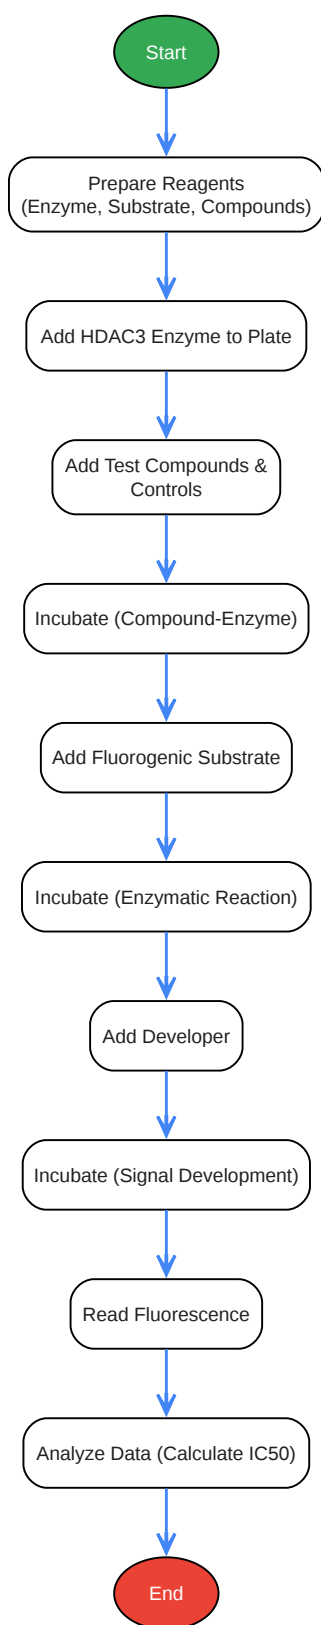 Start
Prepare Reagents
(Enzyme, Substrate, Compounds)
Add HDAC3 Enzyme to Plate
Add Test Compounds &
Controls
Incubate (Compound-Enzyme)
Add Fluorogenic Substrate
Incubate (Enzymatic Reaction)
Add Developer
Incubate (Signal Development)
Read Fluorescence
Analyze Data (Calculate IC50)
End